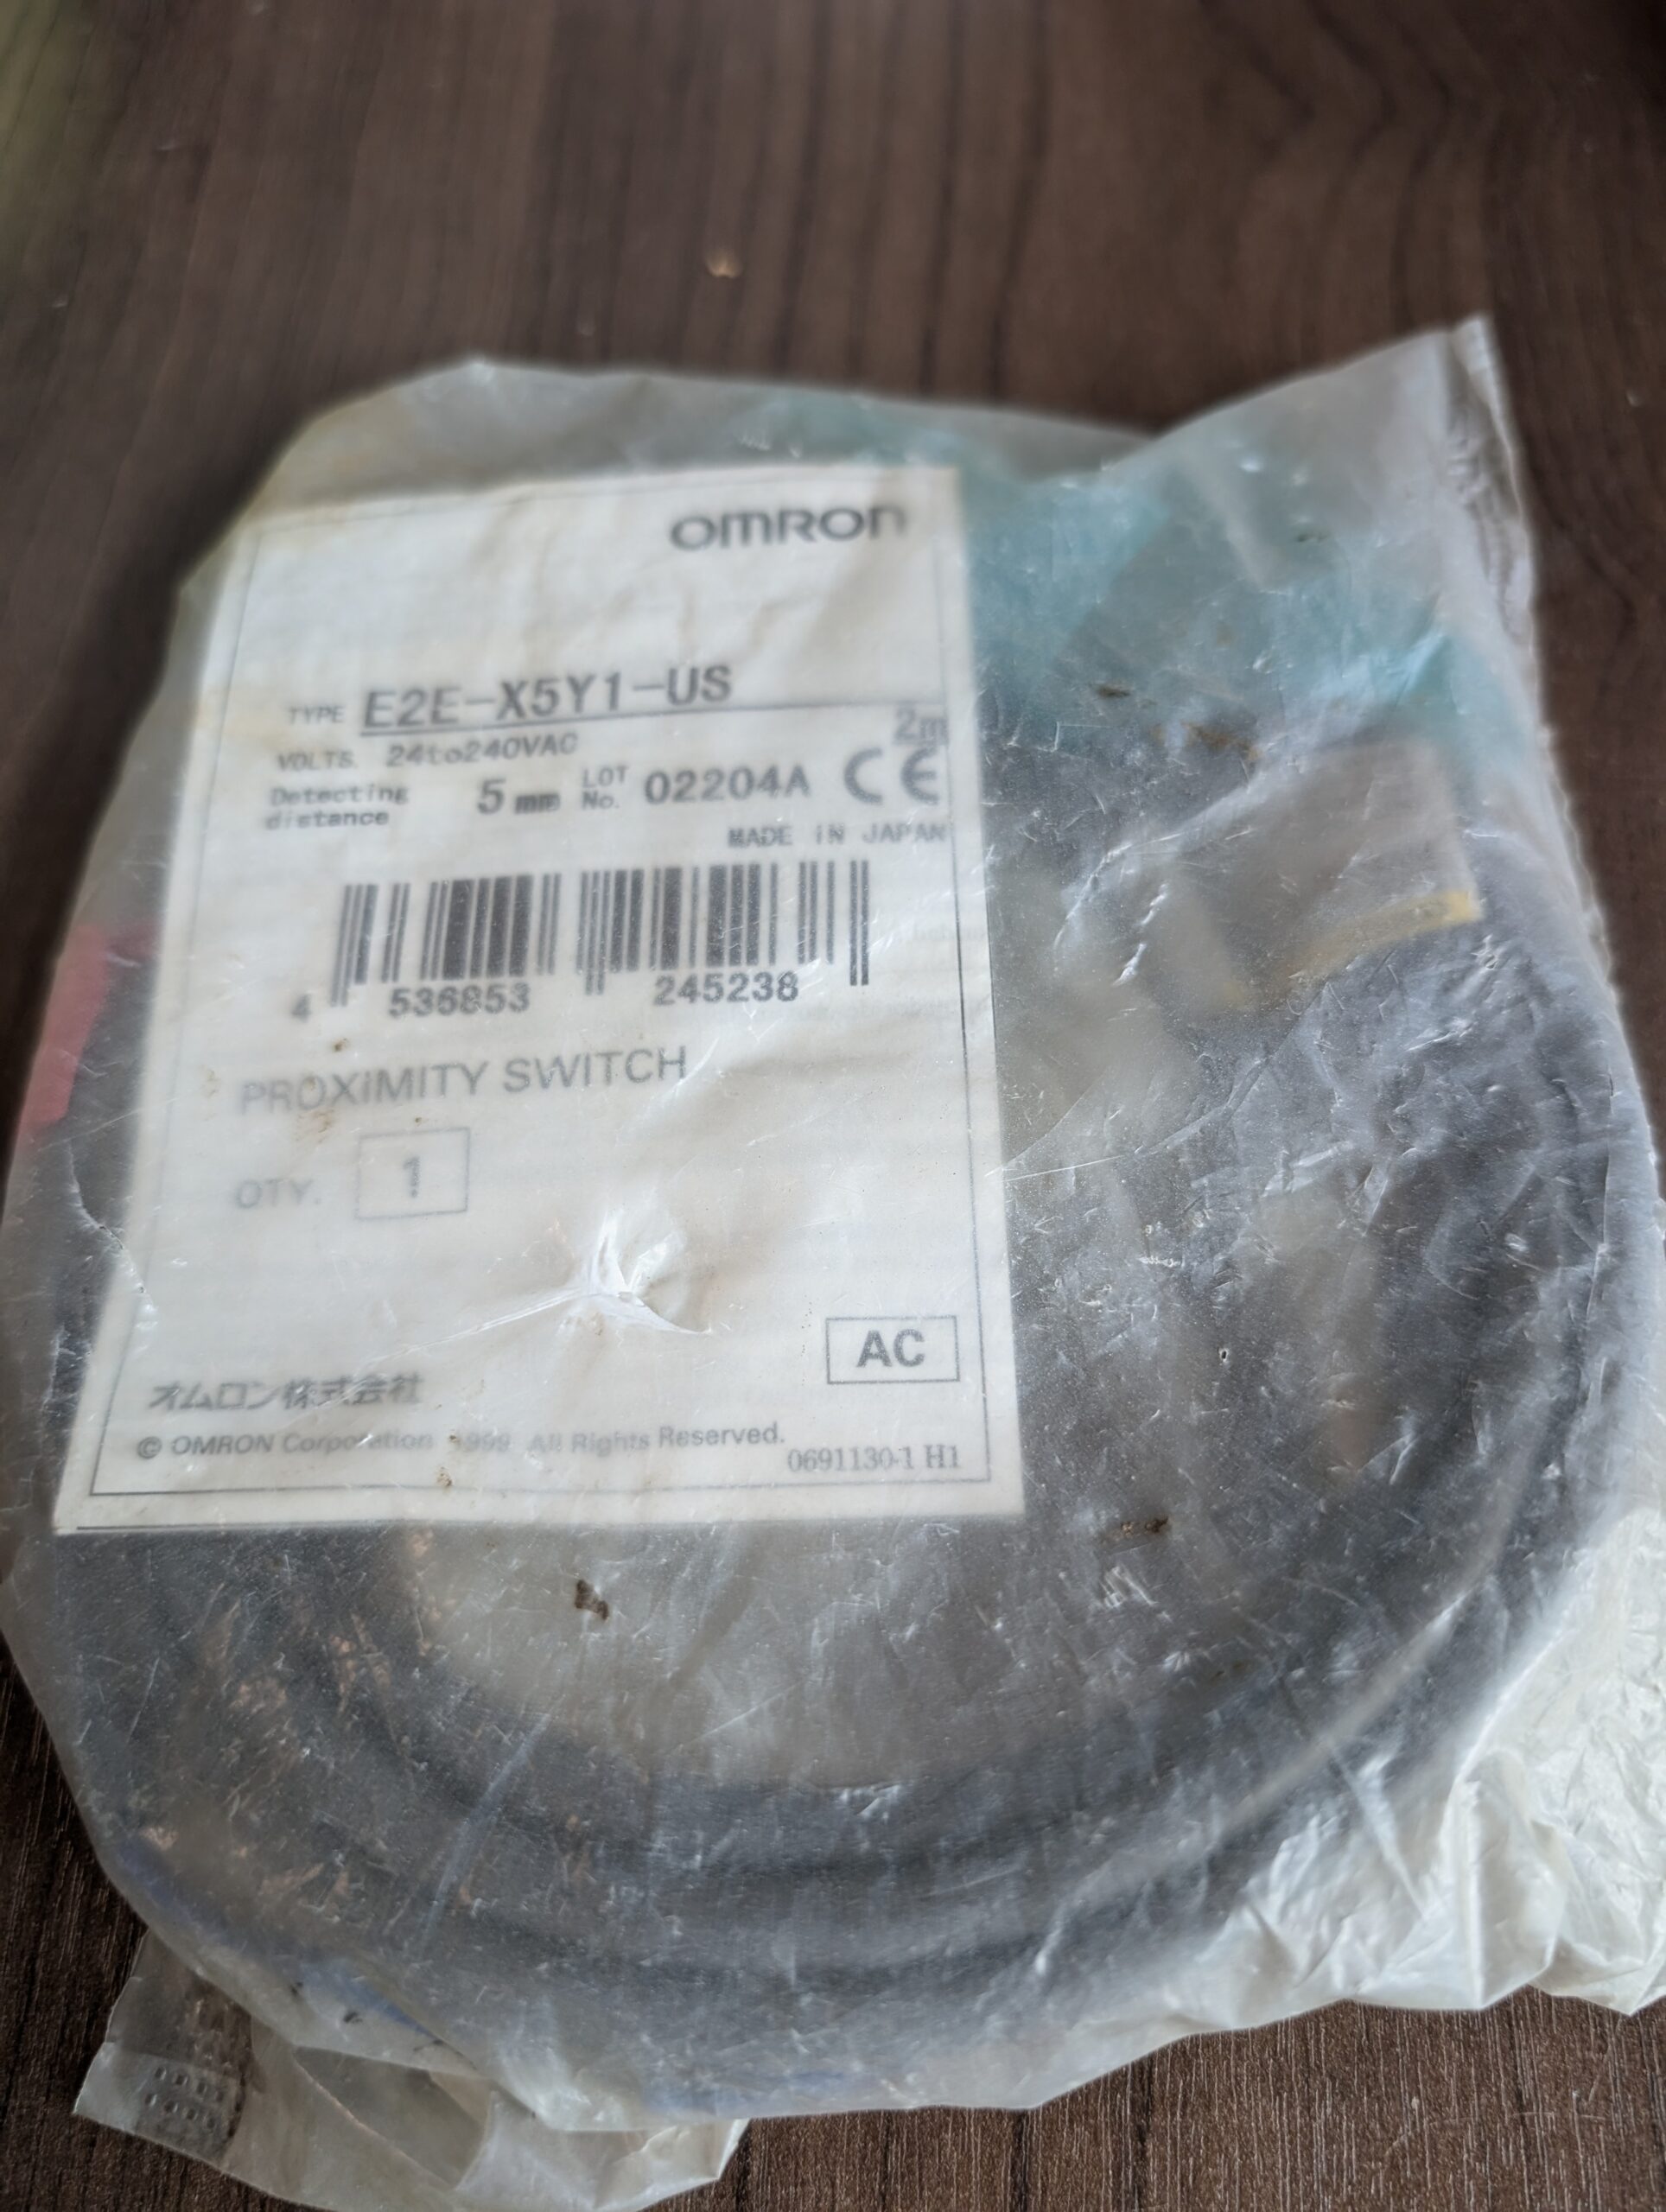 OMRON
TYPE E2E-X5Y1-US
2m
VOLTS. 24to240VAC
Detecting distance 5 mm LOT No. 02204A CE
MADE IN JAPAN
4 536853 245238
PROXIMITY SWITCH
QTY. 1
AC
オムロン株式会社
© OMRON Corporation 1999 All Rights Reserved.
0691130-1 H1